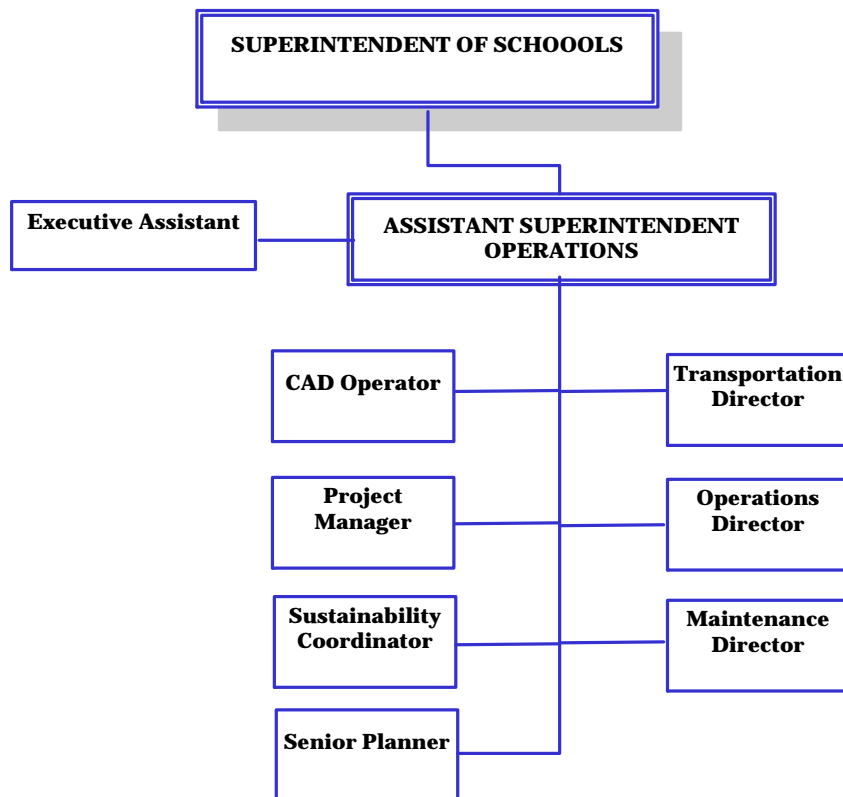 SUPERINTENDENT OF SCHOOOLS
Executive Assistant
ASSISTANT SUPERINTENDENT
OPERATIONS
CAD Operator
Transportation
Director
Project
Manager
Operations
Director
Sustainability
Coordinator
Maintenance
Director
Senior Planner